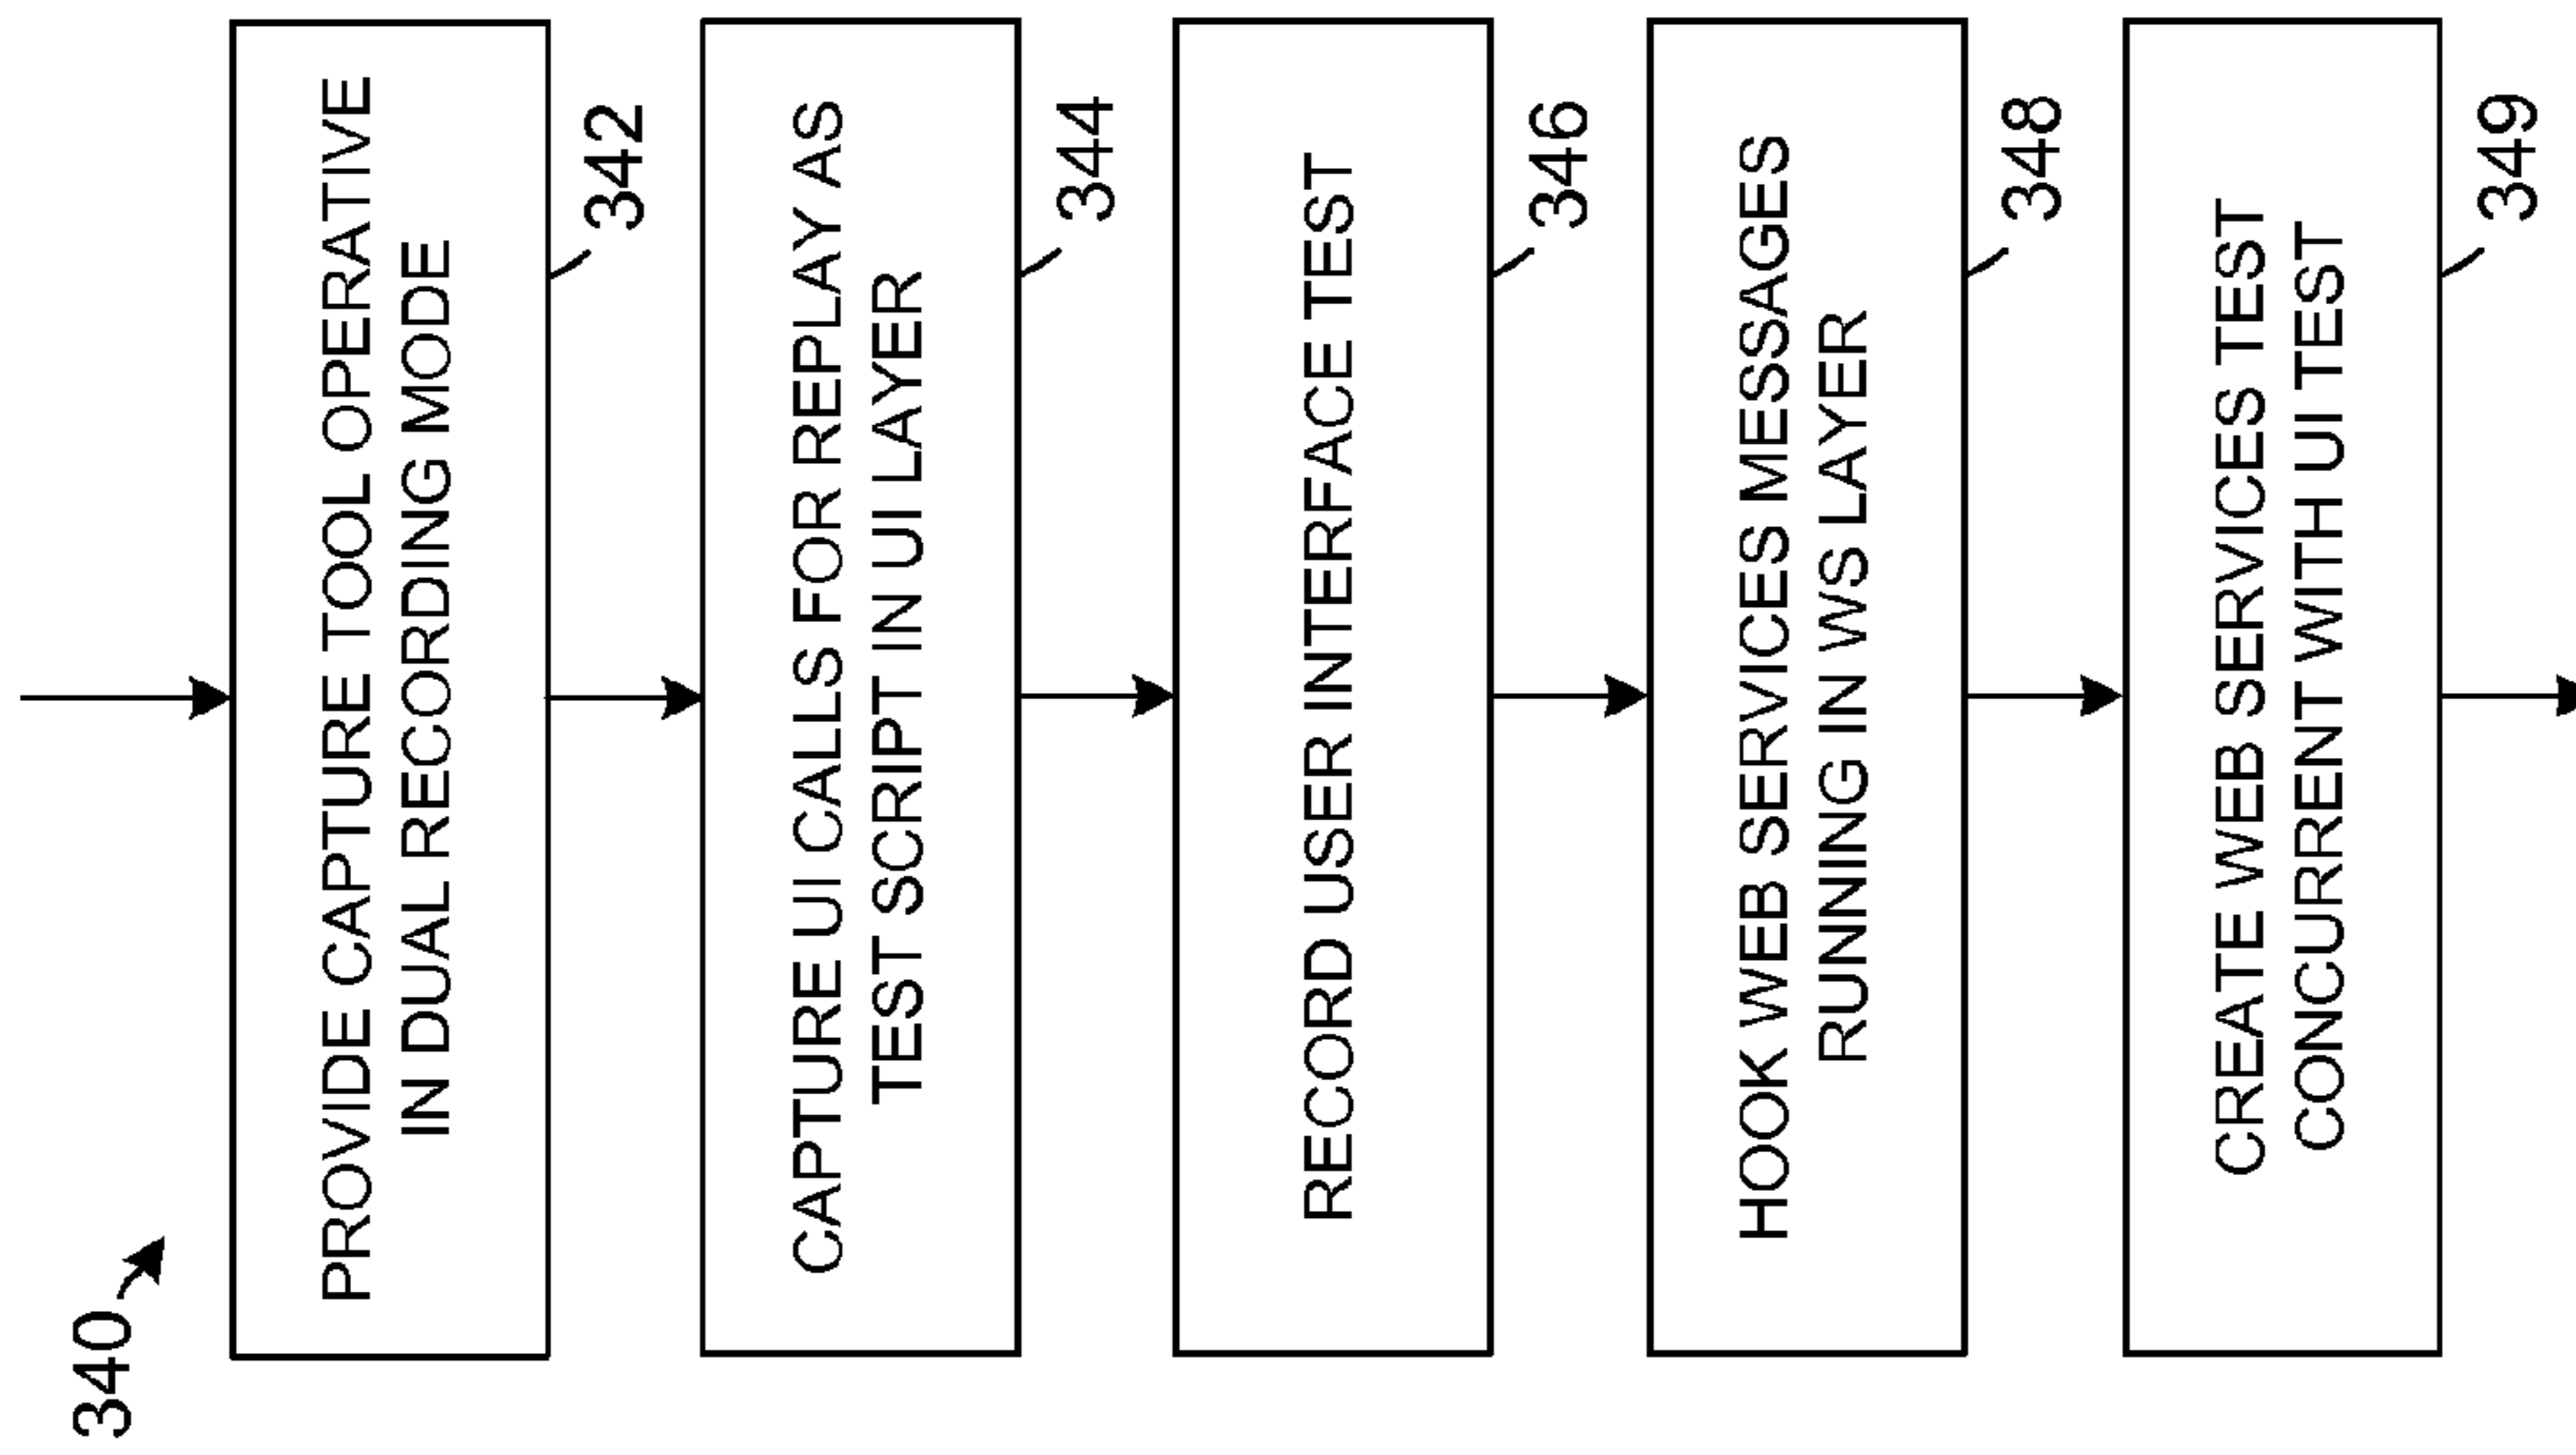 340
PROVIDE CAPTURE TOOL OPERATIVE
IN DUAL RECORDING MODE
342
CAPTURE UI CALLS FOR REPLAY AS
TEST SCRIPT IN UI LAYER
344
RECORD USER INTERFACE TEST
346
HOOK WEB SERVICES MESSAGES
RUNNING IN WS LAYER
348
CREATE WEB SERVICES TEST
CONCURRENT WITH UI TEST
349